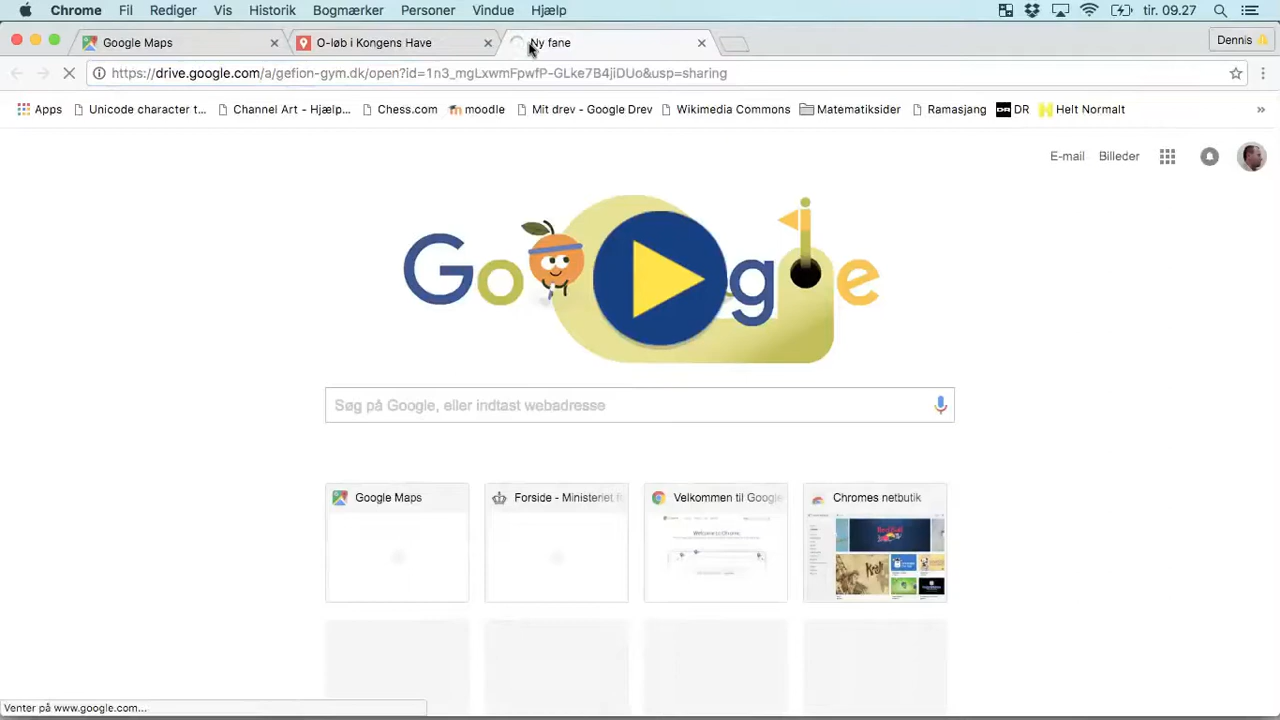 Chrome Fil Rediger Vis Historik Bogmærker Personer Vindue Hjælp tir. 09.27
Google Maps O-løb i Kongens Have Ny fane Dennis
https://drive.google.com/a/gefion-gym.dk/open?id=1n3_mgLxwmFpwfP-GLke7B4jiDUo&usp=sharing
Apps Unicode character t... Channel Art - Hjælp... Chess.com moodle Mit drev - Google Drev Wikimedia Commons Matematiksider Ramasjang DR Helt Normalt »
E-mail Billeder
Google
Søg på Google, eller indtast webadresse
Google Maps Forside - Ministeriet f Velkommen til Google Chromes netbutik
Venter på www.google.com...